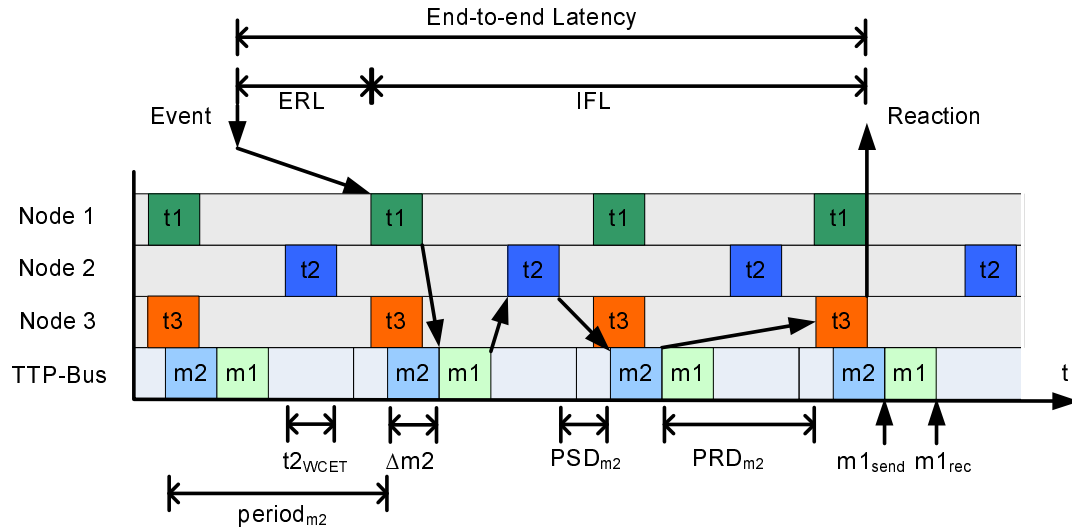 End-to-end Latency
ERL
IFL
Event
Reaction
Node 1
t1
t1
t1
t1
Node 2
t2
t2
t2
t2
Node 3
t3
t3
t3
t3
TTP-Bus
m2
m1
m2
m1
m2
m1
m2
m1
t
t2WCET
Δm2
PSDm2
PRDm2
m1send
m1rec
periodm2